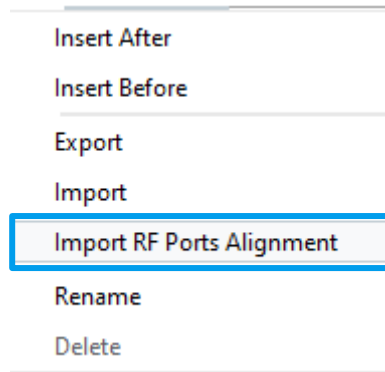 Insert After
Insert Before
Export
Import
Import RF Ports Alignment
Rename
Delete